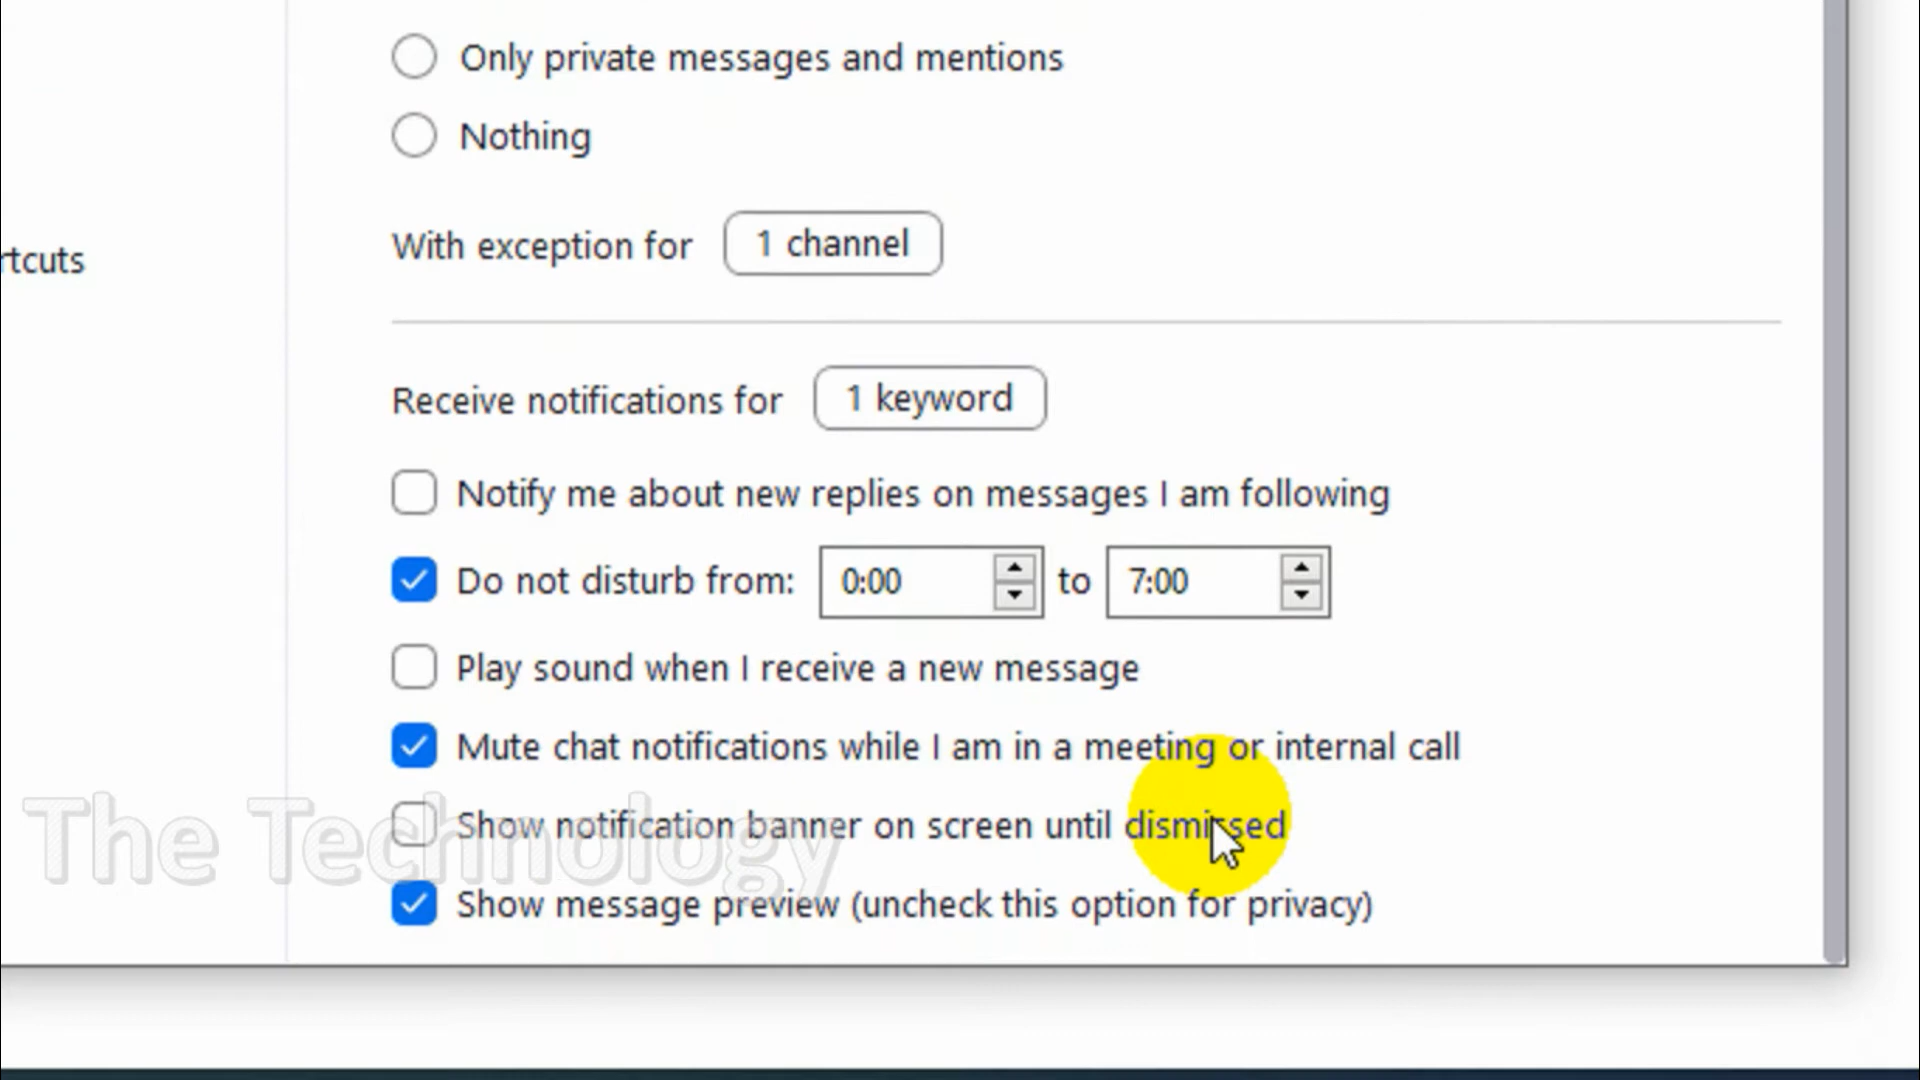 Only private messages and mentions
Nothing
With exception for 1 channel
rtcuts
Receive notifications for 1 keyword
Notify me about new replies on messages I am following
Do not disturb from: 0:00 to 7:00
Play sound when I receive a new message
Mute chat notifications while I am in a meeting or internal call
Show notification banner on screen until dismissed
The Technology
Show message preview (uncheck this option for privacy)